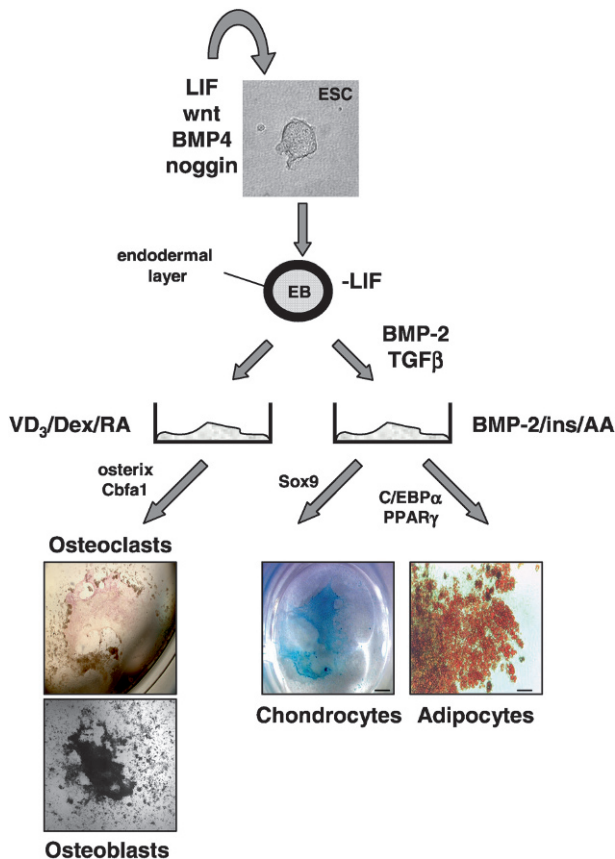 LIF
wnt
BMP4
noggin
ESC
endodermal
layer
EB
-LIF
BMP-2
TGFβ
VD₃/Dex/RA
BMP-2/ins/AA
osterix
Cbfa1
Sox9
C/EBPα
PPARγ
Osteoclasts
Chondrocytes
Adipocytes
Osteoblasts